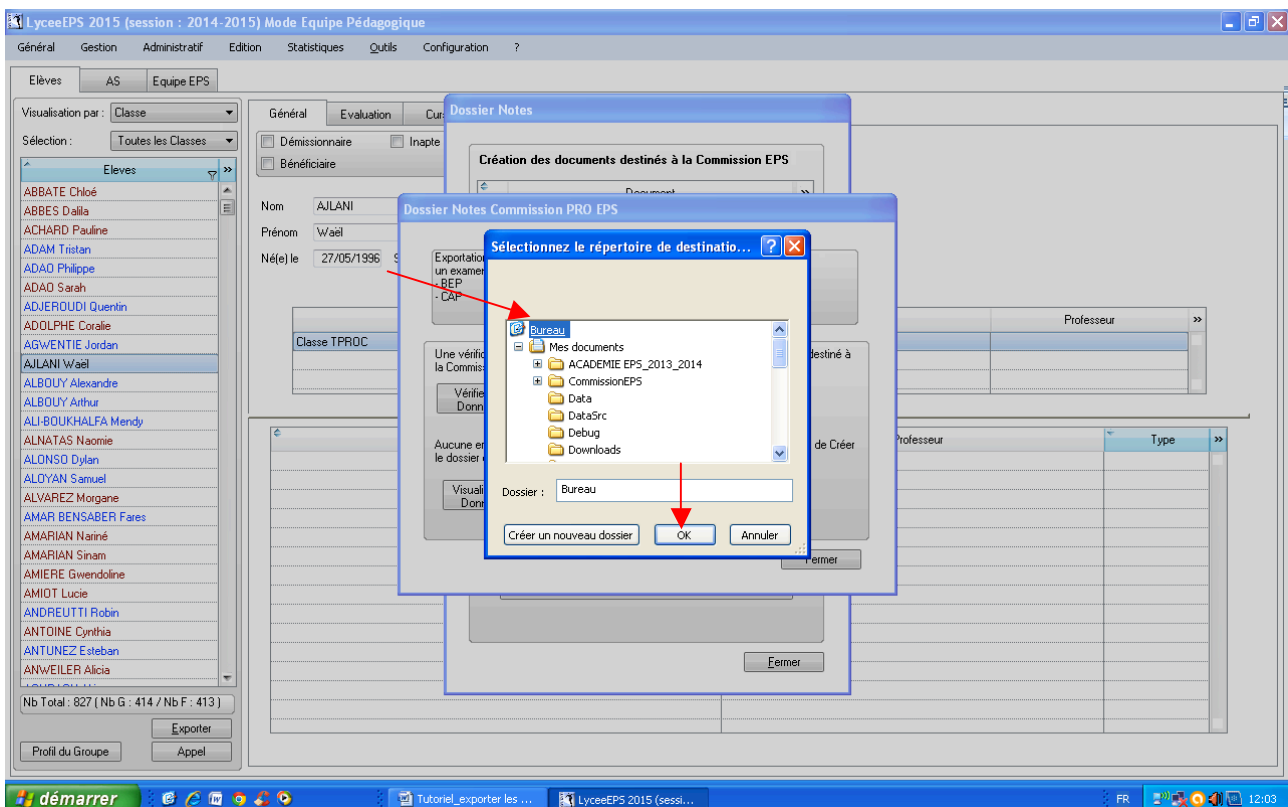 LyceeEPS 2015 (session : 2014-2015) Mode Equipe Pédagogique
Général Gestion Administratif Edition Statistiques Outils Configuration ?
Elèves AS Equipe EPS
Visualisation par : Classe
Sélection : Toutes les Classes
Eleves
ABBATE Chloé
ABBES Dalila
ACHARD Pauline
ADAM Tristan
ADAO Philippe
ADAO Sarah
ADJEROUDI Quentin
ADOLPHE Coralie
AGWENTIE Jordan
AJLANI Waël
ALBOUY Alexandre
ALBOUY Arthur
ALI-BOUKHALFA Mendy
ALNATAS Naomie
ALONSO Dylan
ALOYAN Samuel
ALVAREZ Morgane
AMAR BENSABER Fares
AMARIAN Nariné
AMARIAN Sinam
AMIERE Gwendoline
AMIOT Lucie
ANDREUTTI Robin
ANTOINE Cynthia
ANTUNEZ Esteban
ANWEILER Alicia
Nb Total : 827 ( Nb G : 414 / Nb F : 413 )
Exporter
Profil du Groupe Appel
Général Evaluation Cur
Démissionnaire Inapte
Bénéficiaire
Nom AJLANI
Prénom Waël
Né(e) le 27/05/1996 S
Professeur
Classe TPROC
Professeur Type
Dossier Notes
Création des documents destinés à la Commission EPS
Document
Fermer
Dossier Notes Commission PRO EPS
Exportation
un examen
- BEP
- CAP
Une vérific destiné à
la Commiss
Vérifie
Donn
Aucune er de Créer
le dossier
Visuali
Donn
Fermer
Sélectionnez le répertoire de destinatio...
Bureau
Mes documents
ACADEMIE EPS_2013_2014
CommissionEPS
Data
DataSrc
Debug
Downloads
Dossier : Bureau
Créer un nouveau dossier OK Annuler
démarrer Tutoriel_exporter les ... LyceeEPS 2015 (sessi... FR 12:03